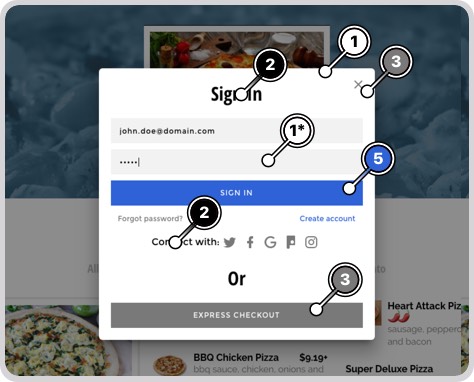 1
2
3
Sign in
john.doe@domain.com
1*
•••••
5
SIGN IN
Forgot password?
Create account
2
Connect with:
Or
3
EXPRESS CHECKOUT
All
Heart Attack Piz
sausage, pepperc
and bacon
BBQ Chicken Pizza $9.19+
bbq sauce, chicken, onions and
Super Deluxe Pizza